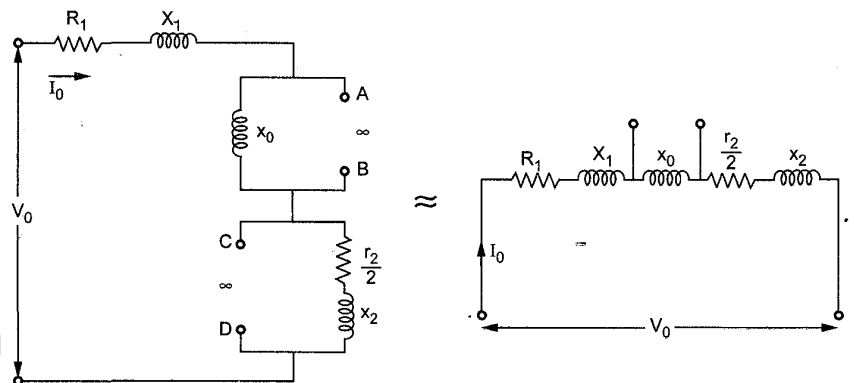 R1
X1
I0
V0
x0
A
∞
B
C
∞
D
r2/2
x2
≈
R1
X1
x0
r2/2
x2
I0
=
V0